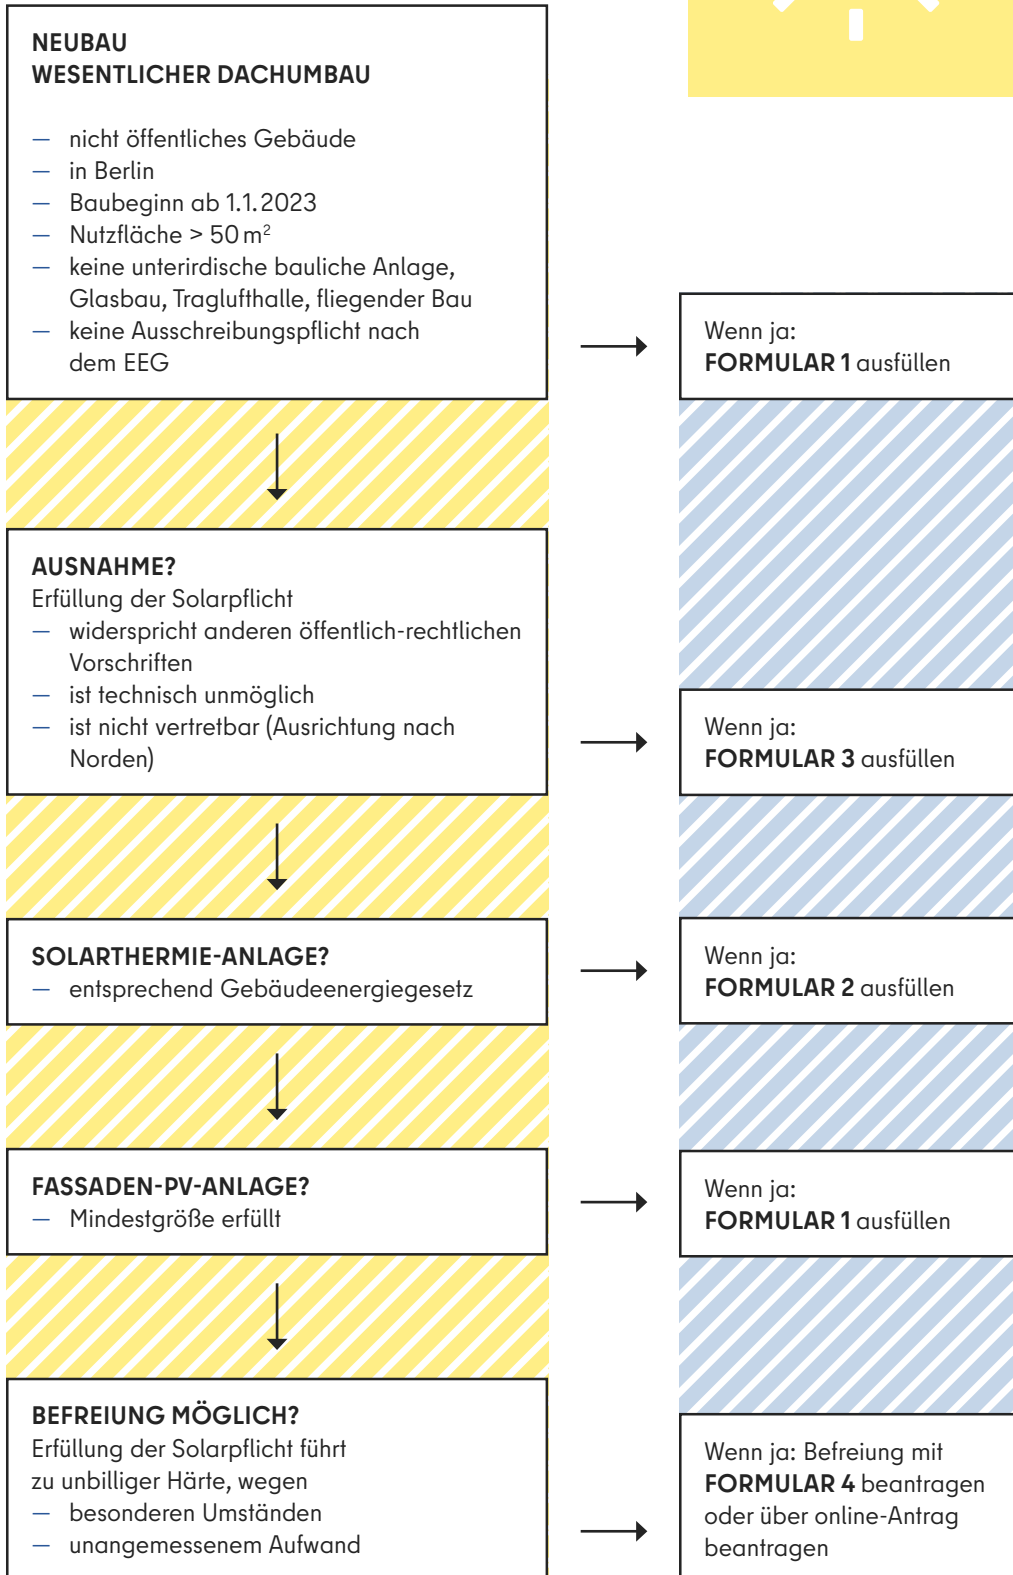 NEUBAU
WESENTLICHER DACHUMBAU
— nicht öffentliches Gebäude
— in Berlin
— Baubeginn ab 1.1.2023
— Nutzfläche > 50 m²
— keine unterirdische bauliche Anlage,
Glasbau, Traglufthalle, fliegender Bau
— keine Ausschreibungspflicht nach
dem EEG
Wenn ja:
FORMULAR 1 ausfüllen
AUSNAHME?
Erfüllung der Solarpflicht
— widerspricht anderen öffentlich-rechtlichen
Vorschriften
— ist technisch unmöglich
— ist nicht vertretbar (Ausrichtung nach
Norden)
Wenn ja:
FORMULAR 3 ausfüllen
SOLARTHERMIE-ANLAGE?
— entsprechend Gebäudeenergiegesetz
Wenn ja:
FORMULAR 2 ausfüllen
FASSADEN-PV-ANLAGE?
— Mindestgröße erfüllt
Wenn ja:
FORMULAR 1 ausfüllen
BEFREIUNG MÖGLICH?
Erfüllung der Solarpflicht führt
zu unbilliger Härte, wegen
— besonderen Umständen
— unangemessenem Aufwand
Wenn ja: Befreiung mit
FORMULAR 4 beantragen
oder über online-Antrag
beantragen